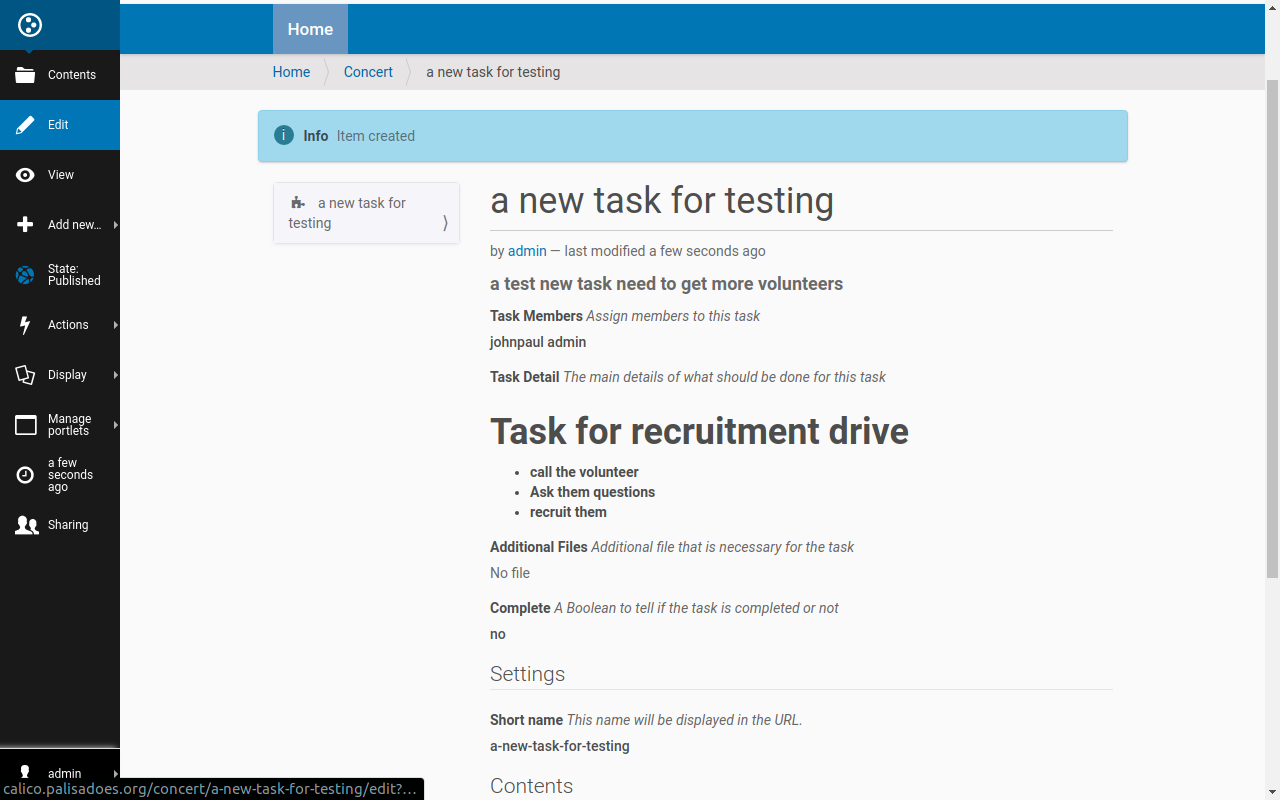 Home
Contents
Edit
View
Add new...
State:
Published
Actions
Display
Manage
portlets
a few
seconds
ago
Sharing
admin
Home
Concert
a new task for testing
Info Item created
a new task for
testing
a new task for testing
by admin — last modified a few seconds ago
a test new task need to get more volunteers
Task Members Assign members to this task
johnpaul admin
Task Detail The main details of what should be done for this task
Task for recruitment drive
• call the volunteer
• Ask them questions
• recruit them
Additional Files Additional file that is necessary for the task
No file
Complete A Boolean to tell if the task is completed or not
no
Settings
Short name This name will be displayed in the URL.
a-new-task-for-testing
Contents
calico.palisadoes.org/concert/a-new-task-for-testing/edit?...